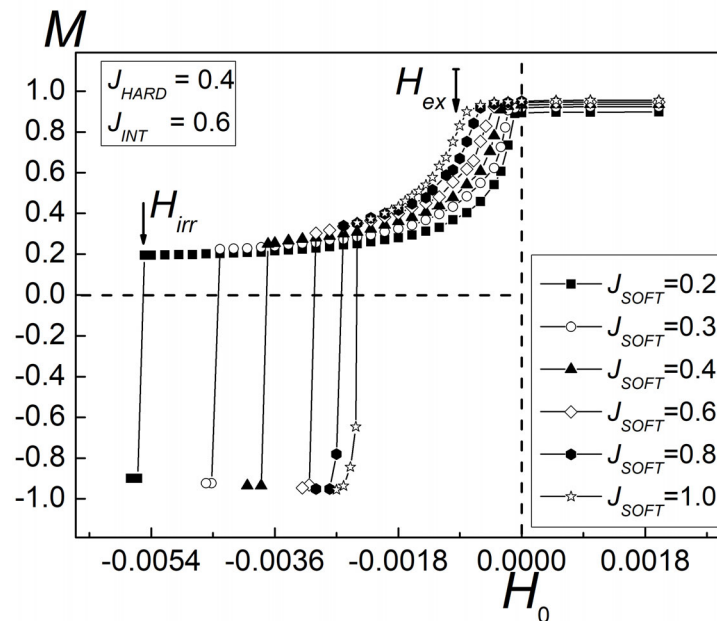 M
J_HARD = 0.4
J_INT = 0.6
H_ex
H_irr
1.0
0.8
0.6
0.4
0.2
0.0
-0.2
-0.4
-0.6
-0.8
-1.0
J_SOFT=0.2
J_SOFT=0.3
J_SOFT=0.4
J_SOFT=0.6
J_SOFT=0.8
J_SOFT=1.0
-0.0054 -0.0036 -0.0018 0.0000 0.0018
H_0